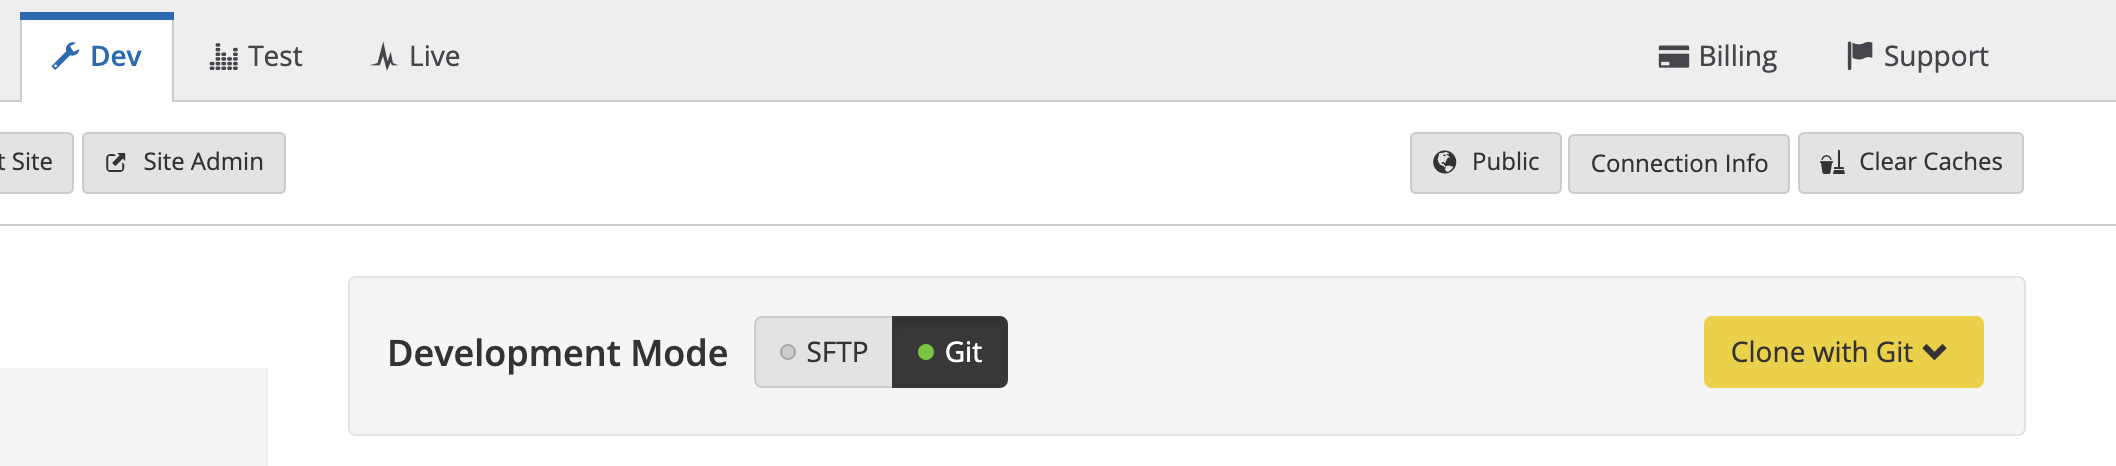 Dev Test Live Billing Support
t Site Site Admin Public Connection Info Clear Caches
Development Mode SFTP Git Clone with Git